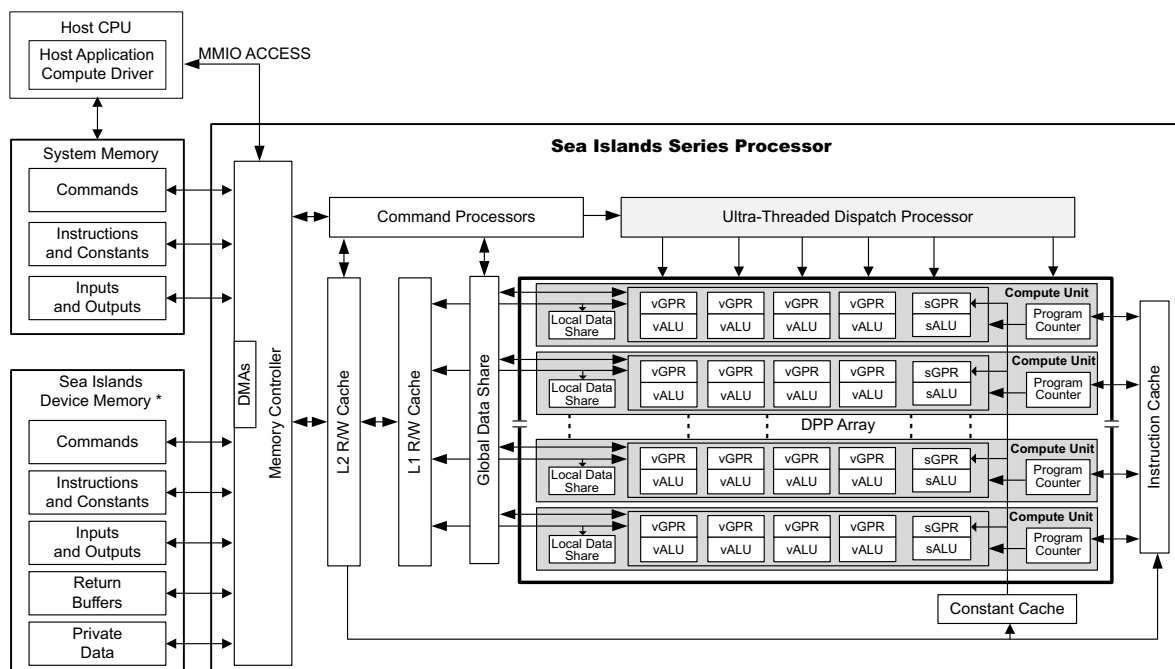 Host CPU
Host Application
Compute Driver
MMIO ACCESS
System Memory
Commands
Instructions
and Constants
Inputs
and Outputs
Sea Islands
Device Memory *
Commands
Instructions
and Constants
Inputs
and Outputs
Return
Buffers
Private
Data
Sea Islands Series Processor
DMAs
Memory Controller
Command Processors
Ultra-Threaded Dispatch Processor
L2 R/W Cache
L1 R/W Cache
Global Data Share
Compute Unit
Local Data
Share
vGPR
vALU
vGPR
vALU
vGPR
vALU
vGPR
vALU
sGPR
sALU
Program
Counter
Compute Unit
Local Data
Share
vGPR
vALU
vGPR
vALU
vGPR
vALU
vGPR
vALU
sGPR
sALU
Program
Counter
DPP Array
Compute Unit
Local Data
Share
vGPR
vALU
vGPR
vALU
vGPR
vALU
vGPR
vALU
sGPR
sALU
Program
Counter
Compute Unit
Local Data
Share
vGPR
vALU
vGPR
vALU
vGPR
vALU
vGPR
vALU
sGPR
sALU
Program
Counter
Instruction Cache
Constant Cache